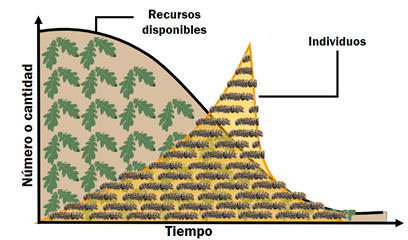 Recursos
disponibles
Individuos
Número o cantidad
Tiempo